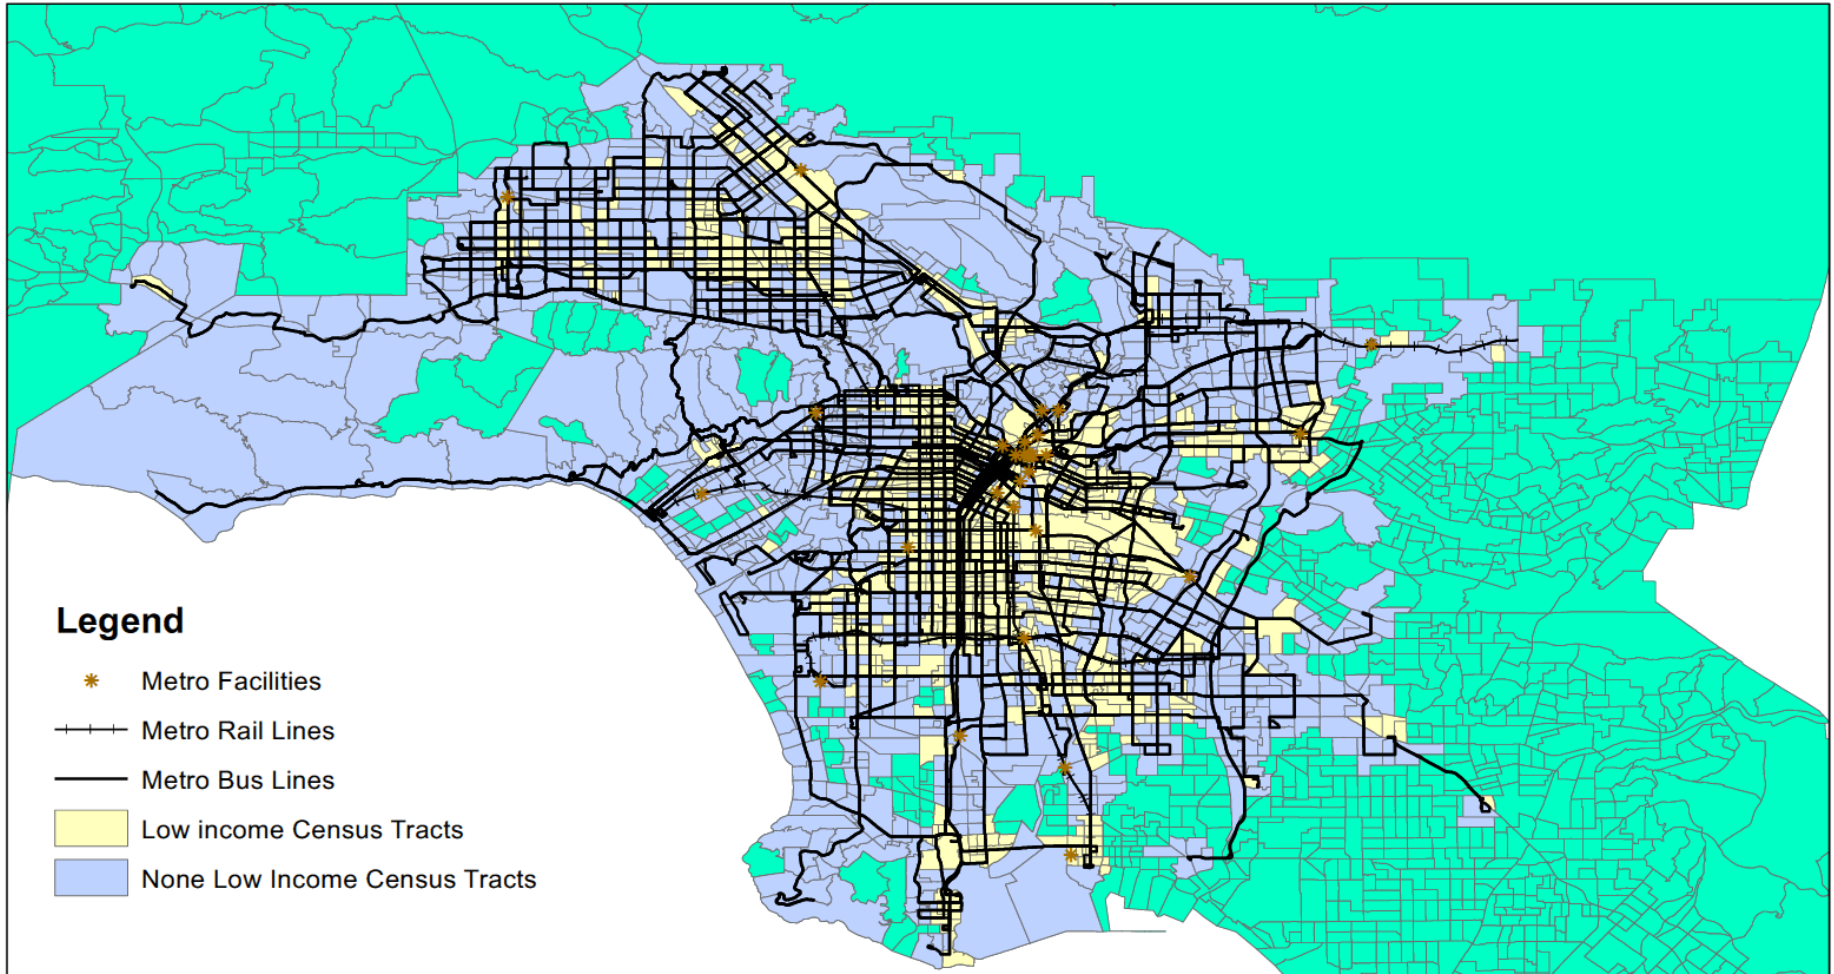 Legend
Metro Facilities
Metro Rail Lines
Metro Bus Lines
Low income Census Tracts
None Low Income Census Tracts